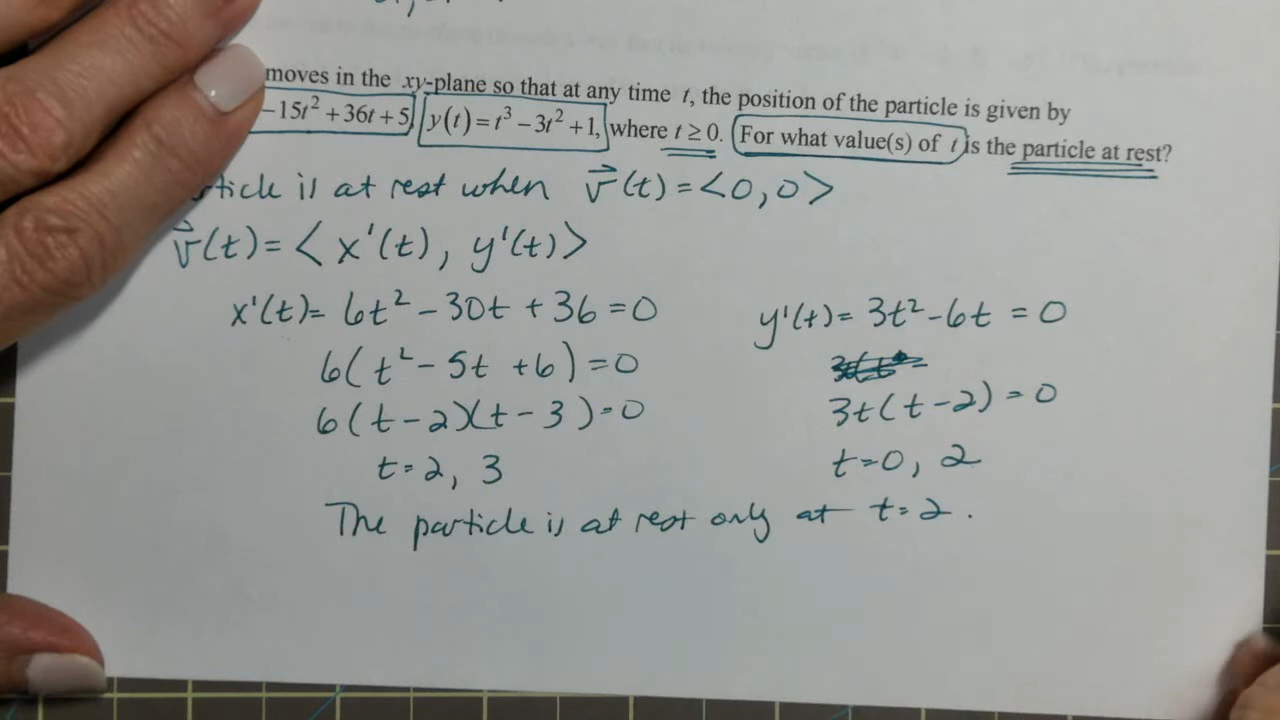 moves in the xy-plane so that at any time t, the position of the particle is given by
−15t² + 36t + 5, y(t) = t³ − 3t² + 1, where t ≥ 0. For what value(s) of t is the particle at rest?
ticle is at rest when v⃗(t) = <0, 0>
v⃗(t) = <x'(t), y'(t)>
x'(t) = 6t² − 30t + 36 = 0
6(t² − 5t + 6) = 0
6(t − 2)(t − 3) = 0
t = 2, 3
y'(t) = 3t² − 6t = 0
3t(t − 2) = 0
t = 0, 2
The particle is at rest only at t = 2.